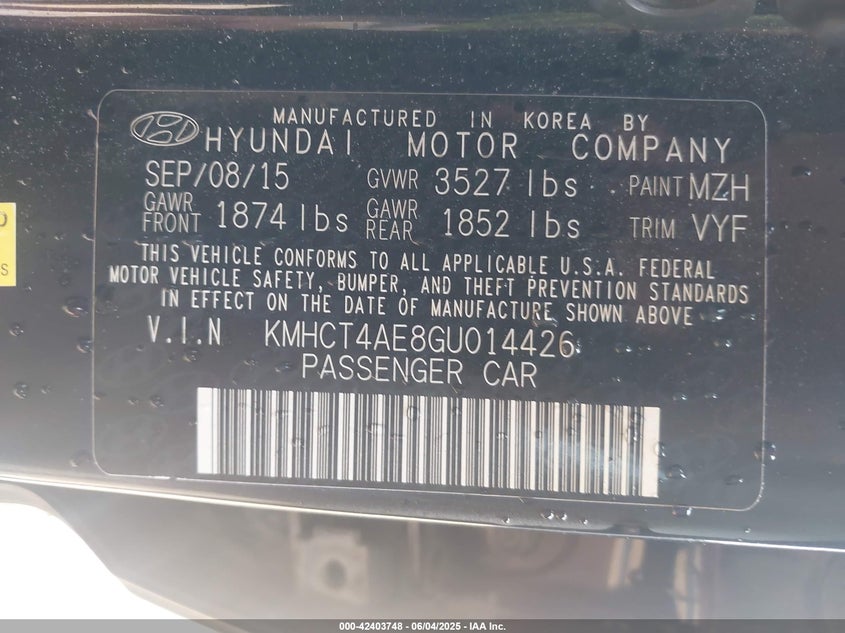 MANUFACTURED IN KOREA BY
HYUNDAI MOTOR COMPANY
SEP/08/15 GVWR 3527 lbs PAINT MZH
GAWR FRONT 1874 lbs GAWR REAR 1852 lbs TRIM VYF
THIS VEHICLE CONFORMS TO ALL APPLICABLE U.S.A. FEDERAL
MOTOR VEHICLE SAFETY, BUMPER, AND THEFT PREVENTION STANDARDS
IN EFFECT ON THE DATE OF MANUFACTURE SHOWN ABOVE
V.I.N KMHCT4AE8GU014426
PASSENGER CAR
S
000-42403748 - 06/04/2025 - IAA Inc.